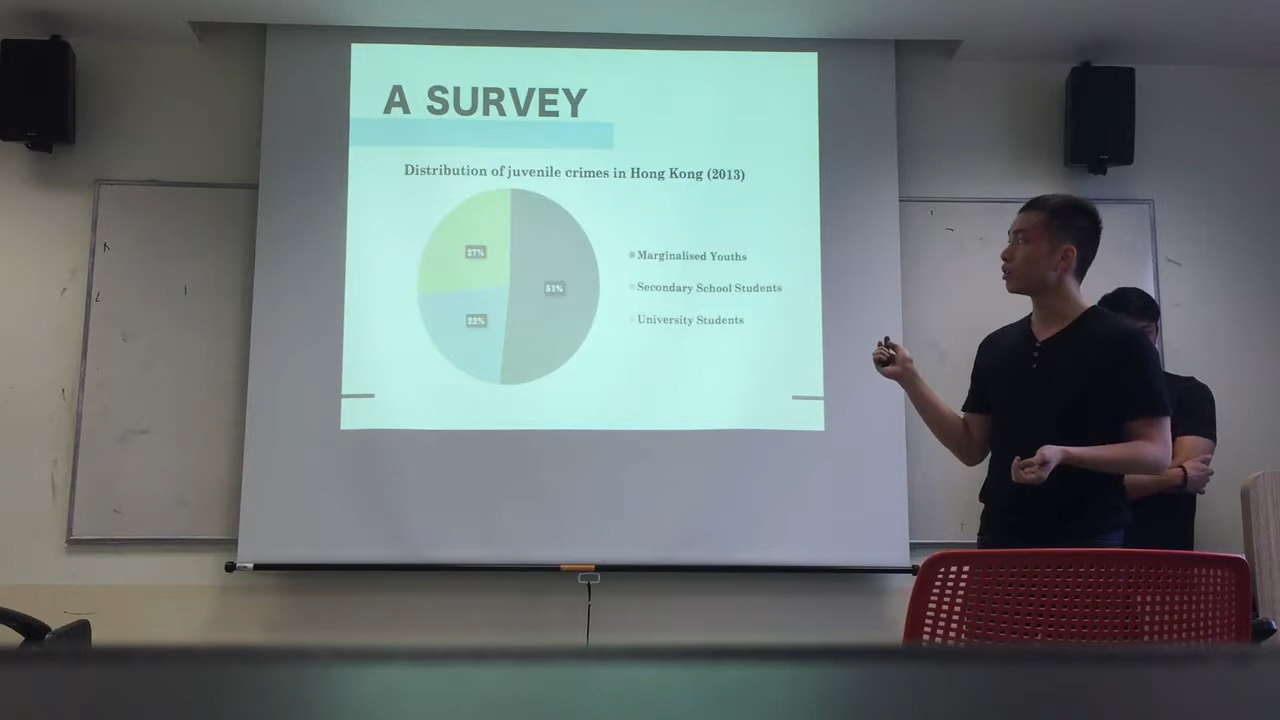 A SURVEY
Distribution of juvenile crimes in Hong Kong (2013)
27%
51%
22%
Marginalised Youths
Secondary School Students
University Students